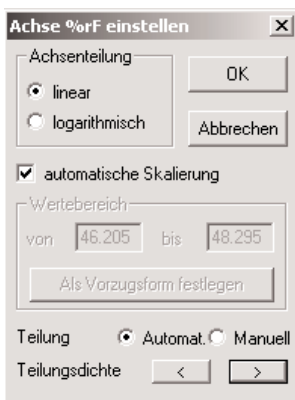 Achse %rF einstellen
Achsenteilung
linear
logarithmisch
OK
Abbrechen
automatische Skalierung
Wertebereich
von 46.205 bis 48.295
Als Vorzugsform festlegen
Teilung Automat. Manuell
Teilungsdichte < >